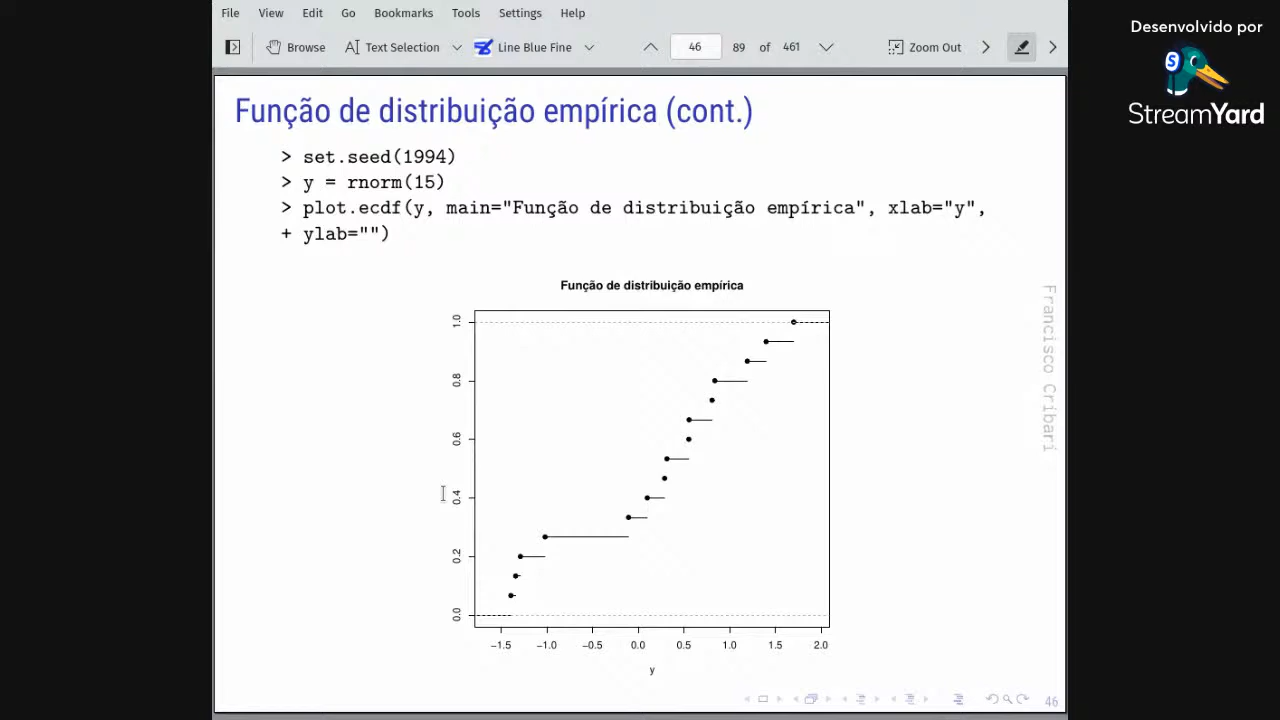 File View Edit Go Bookmarks Tools Settings Help
Browse Text Selection Line Blue Fine 46 89 of 461 Zoom Out
Desenvolvido por
StreamYard
Função de distribuição empírica (cont.)
> set.seed(1994)
> y = rnorm(15)
> plot.ecdf(y, main="Função de distribuição empírica", xlab="y",
+ ylab="")
Função de distribuição empírica
1.0
0.8
0.6
0.4
0.2
0.0
−1.5 −1.0 −0.5 0.0 0.5 1.0 1.5 2.0
y
Francisco Cribari
46